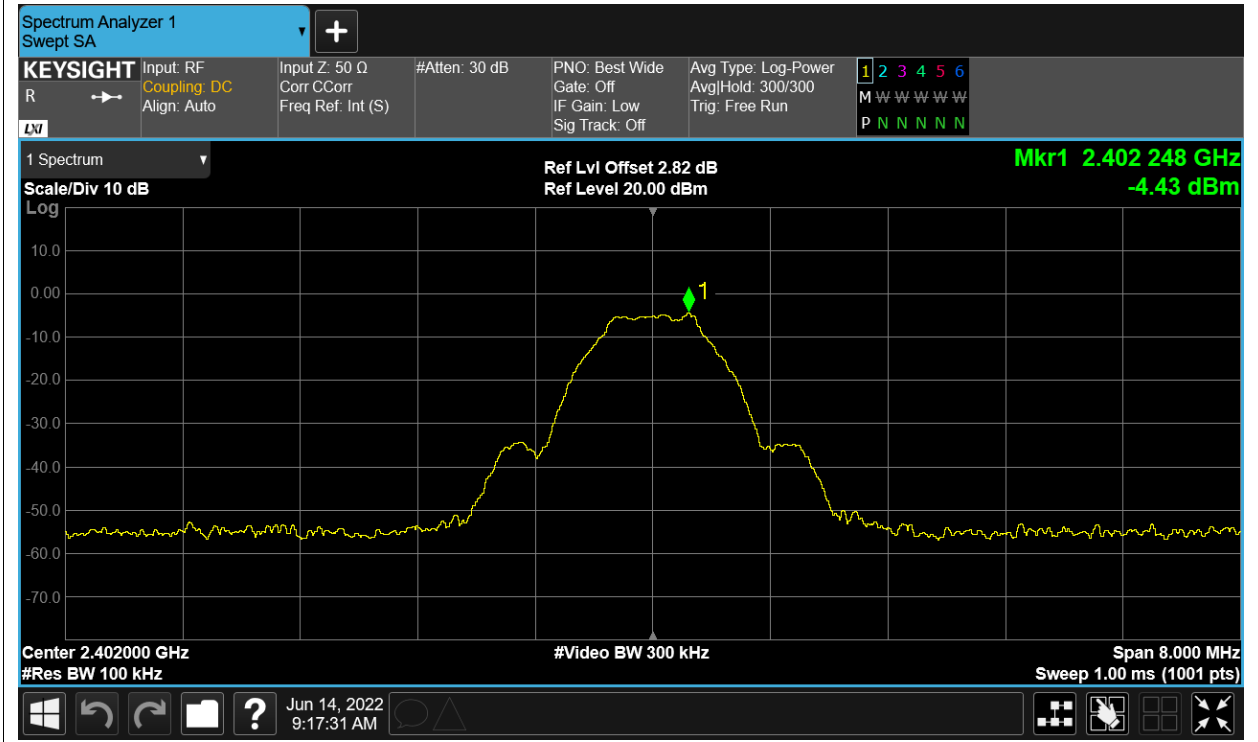 Spectrum Analyzer 1
Swept SA
+
KEYSIGHT
R
LXI
Input: RF
Coupling: DC
Align: Auto
Input Z: 50 Ω
Corr CCorr
Freq Ref: Int (S)
#Atten: 30 dB
PNO: Best Wide
Gate: Off
IF Gain: Low
Sig Track: Off
Avg Type: Log-Power
Avg|Hold: 300/300
Trig: Free Run
1 2 3 4 5 6
M W W W W W W
P N N N N N N
1 Spectrum
Scale/Div 10 dB
Log
Ref Lvl Offset 2.82 dB
Ref Level 20.00 dBm
Mkr1 2.402 248 GHz
-4.43 dBm
10.0
0.00
-10.0
-20.0
-30.0
-40.0
-50.0
-60.0
-70.0
1
Center 2.402000 GHz
#Res BW 100 kHz
#Video BW 300 kHz
Span 8.000 MHz
Sweep 1.00 ms (1001 pts)
?
Jun 14, 2022
9:17:31 AM